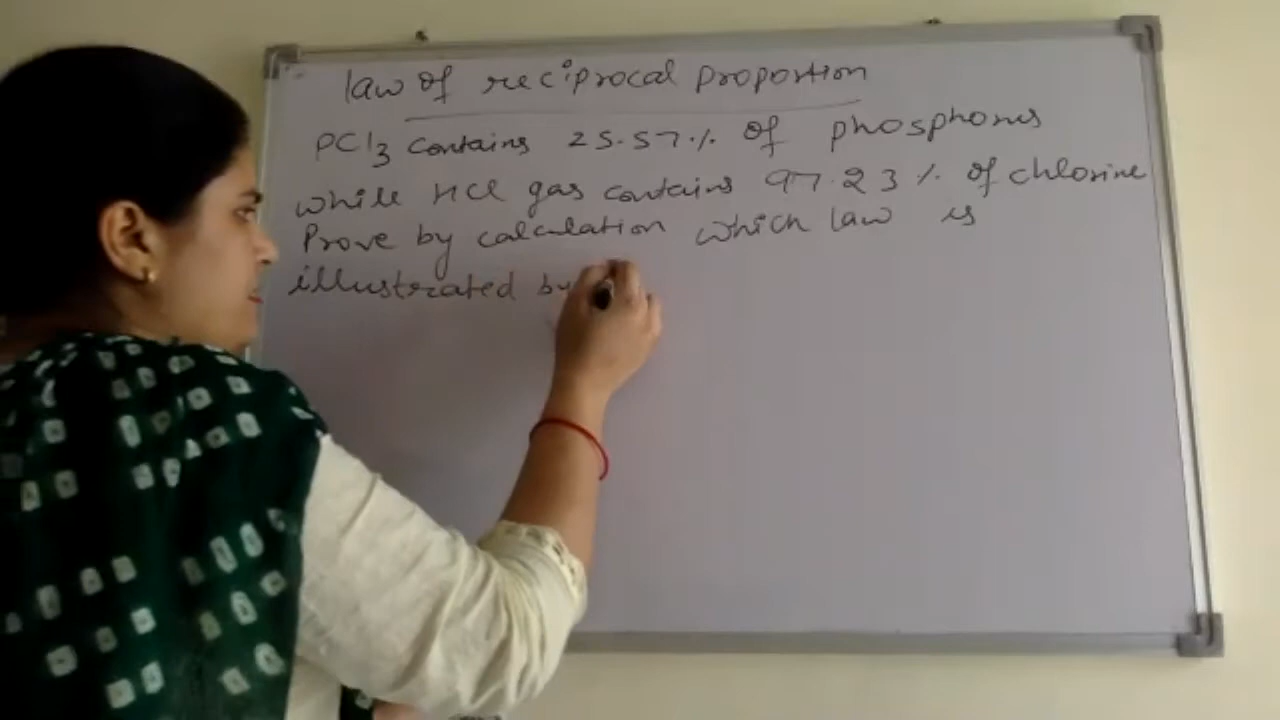 law of reciprocal proportion
PCl3 contains 25.57% of phosphorus
while HCl gas contains 97.23% of chlorine
Prove by calculation which law is
illustrated by